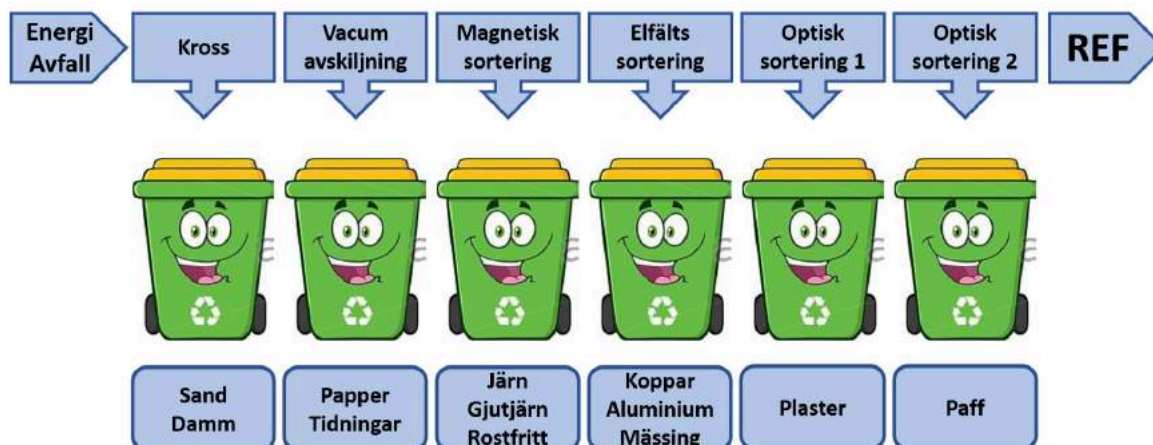 Energi
Avfall
Kross
Vacum
avskiljning
Magnetisk
sortering
Elfälts
sortering
Optisk
sortering 1
Optisk
sortering 2
REF
Sand
Damm
Papper
Tidningar
Järn
Gjutjärn
Rostfritt
Koppar
Aluminium
Mässing
Plaster
Paff